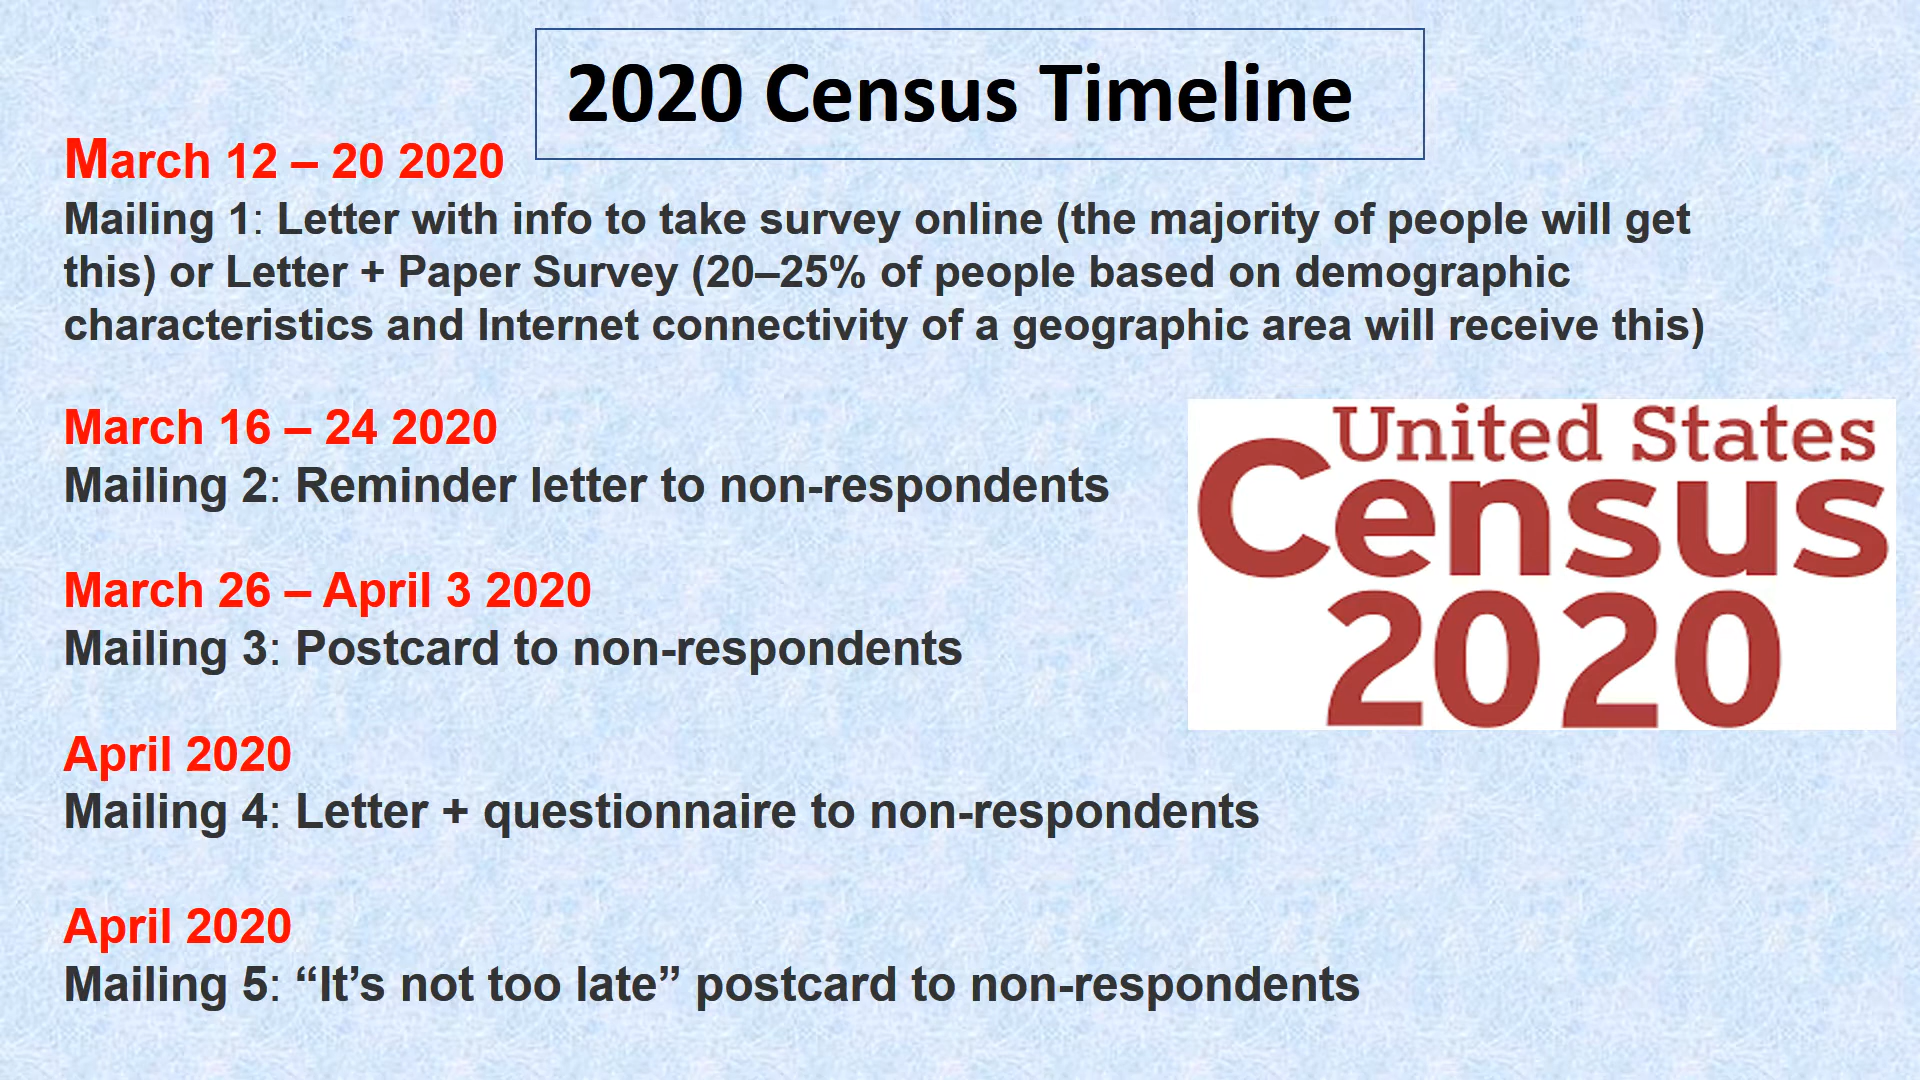 2020 Census Timeline
March 12 – 20 2020
Mailing 1: Letter with info to take survey online (the majority of people will get
this) or Letter + Paper Survey (20–25% of people based on demographic
characteristics and Internet connectivity of a geographic area will receive this)
March 16 – 24 2020
Mailing 2: Reminder letter to non-respondents
March 26 – April 3 2020
Mailing 3: Postcard to non-respondents
April 2020
Mailing 4: Letter + questionnaire to non-respondents
April 2020
Mailing 5: “It’s not too late” postcard to non-respondents
United States
Census
2020